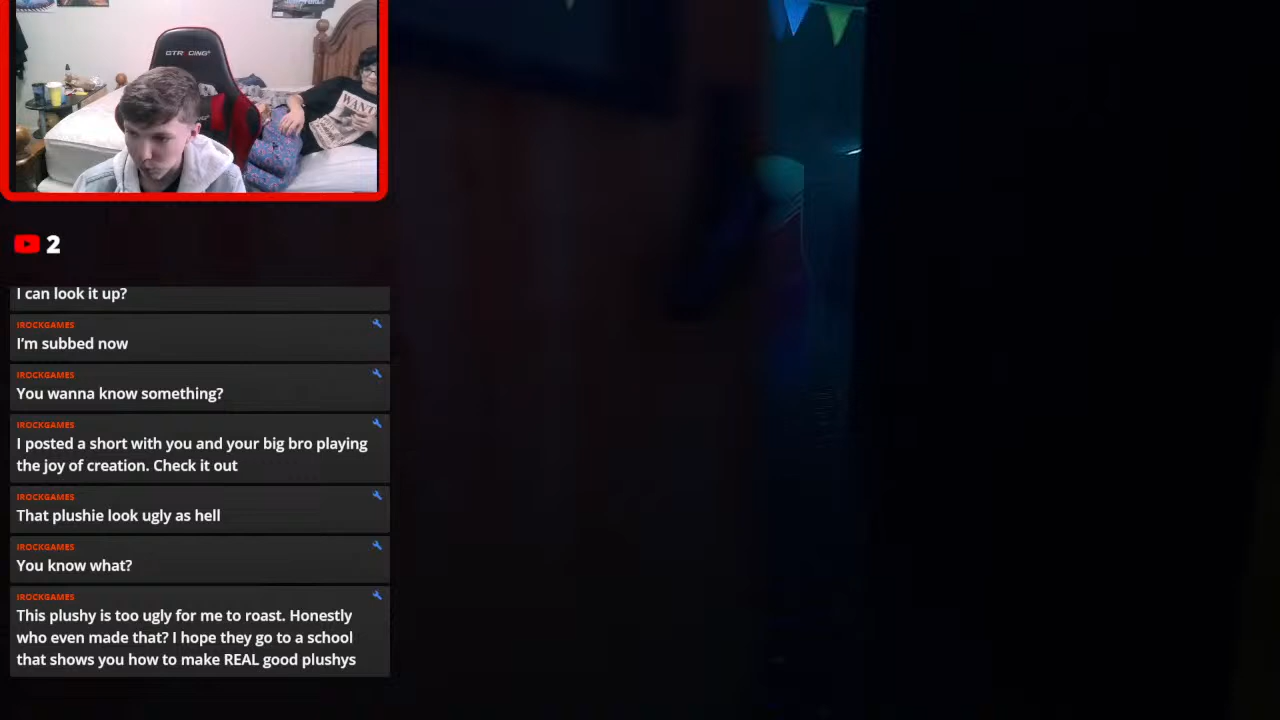 GTRACING
WANT
2
I can look it up?
IROCKGAMES
I'm subbed now
IROCKGAMES
You wanna know something?
IROCKGAMES
I posted a short with you and your big bro playing
the joy of creation. Check it out
IROCKGAMES
That plushie look ugly as hell
IROCKGAMES
You know what?
IROCKGAMES
This plushy is too ugly for me to roast. Honestly
who even made that? I hope they go to a school
that shows you how to make REAL good plushys